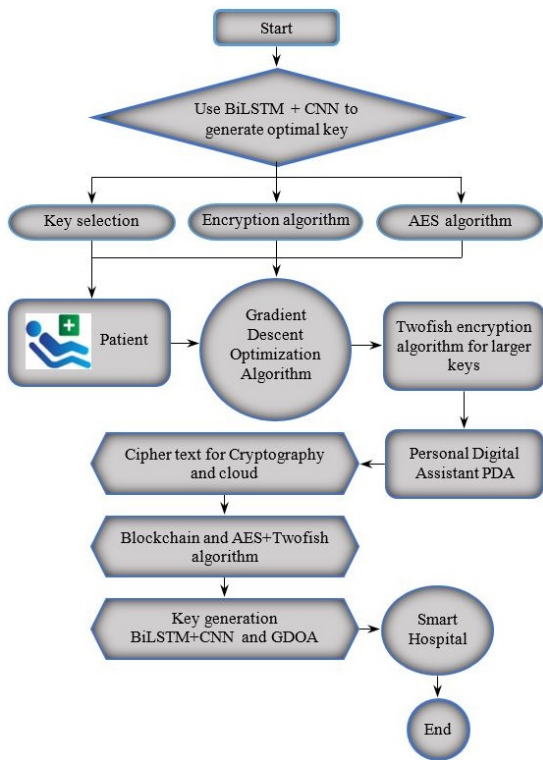 Start
Use BiLSTM + CNN to
generate optimal key
Key selection
Encryption algorithm
AES algorithm
Patient
Gradient
Descent
Optimization
Algorithm
Twofish encryption
algorithm for larger
keys
Cipher text for Cryptography
and cloud
Personal Digital
Assistant PDA
Blockchain and AES+Twofish
algorithm
Key generation
BiLSTM+CNN and GDOA
Smart
Hospital
End